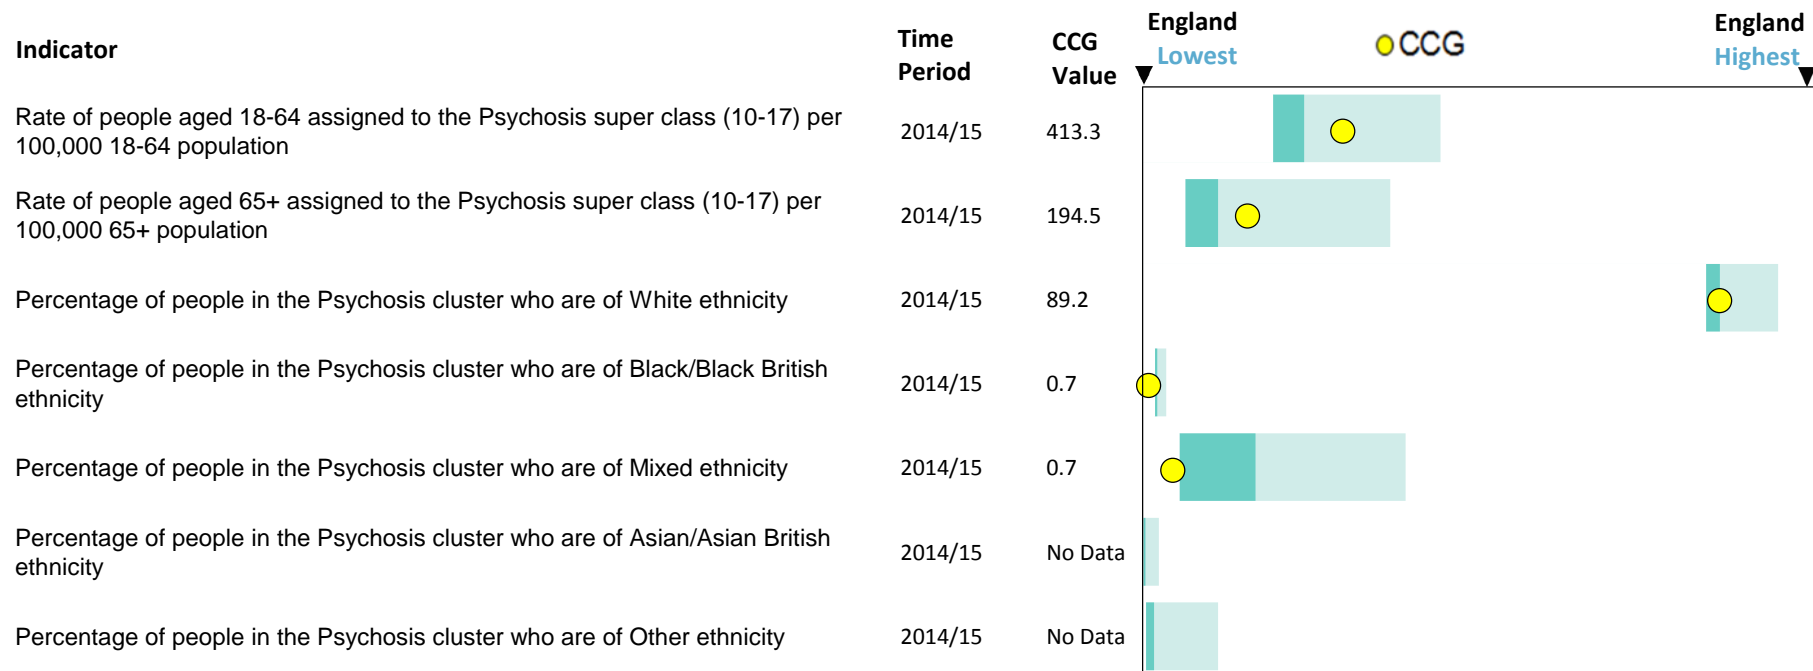 Indicator
Time
Period
CCG
Value
England
Lowest
CCG
England
Highest
Rate of people aged 18-64 assigned to the Psychosis super class (10-17) per
100,000 18-64 population
2014/15
413.3
Rate of people aged 65+ assigned to the Psychosis super class (10-17) per
100,000 65+ population
2014/15
194.5
Percentage of people in the Psychosis cluster who are of White ethnicity
2014/15
89.2
Percentage of people in the Psychosis cluster who are of Black/Black British
ethnicity
2014/15
0.7
Percentage of people in the Psychosis cluster who are of Mixed ethnicity
2014/15
0.7
Percentage of people in the Psychosis cluster who are of Asian/Asian British
ethnicity
2014/15
No Data
Percentage of people in the Psychosis cluster who are of Other ethnicity
2014/15
No Data